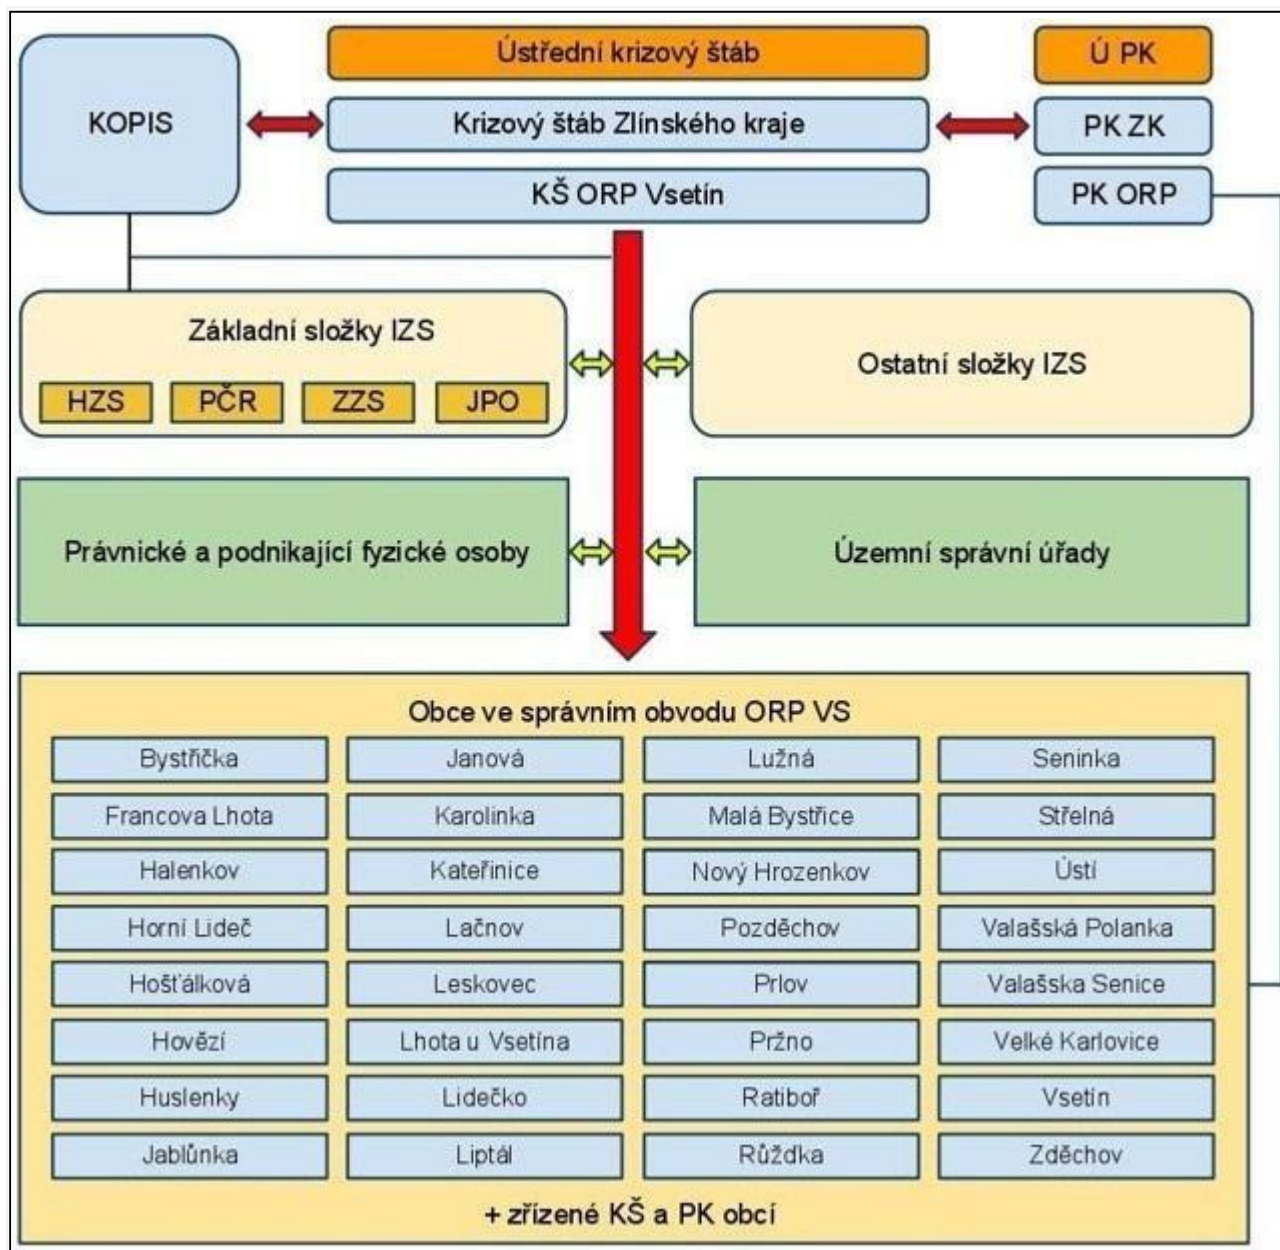 Ústřední krizový štáb
Ú PK
KOPIS
Krizový štáb Zlínského kraje
PK ZK
KŠ ORP Vsetín
PK ORP
Základní složky IZS
HZS
PČR
ZZS
JPO
Ostatní složky IZS
Právnické a podnikající fyzické osoby
Územní správní úřady
Obce ve správním obvodu ORP VS
Bystřička
Janová
Lužná
Seninka
Francova Lhota
Karolinka
Malá Bystřice
Střelná
Halenkov
Kateřinice
Nový Hrozenkov
Ústí
Horní Lideč
Lačnov
Pozděchov
Valašská Polanka
Hošťálková
Leskovec
Prlov
Valašska Senice
Hovězí
Lhota u Vsetína
Pržno
Velké Karlovice
Huslenky
Lidečko
Ratiboř
Vsetín
Jablůnka
Liptál
Růžďka
Zděchov
+ zřízené KŠ a PK obcí